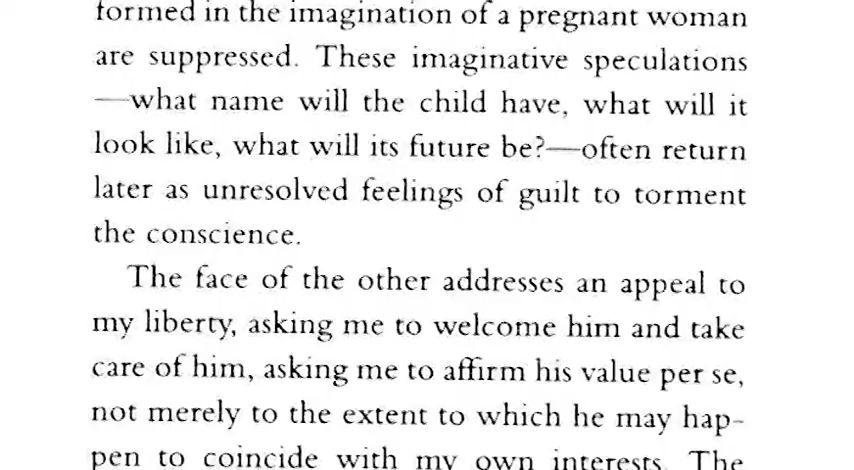 formed in the imagination of a pregnant woman
are suppressed. These imaginative speculations
—what name will the child have, what will it
look like, what will its future be?—often return
later as unresolved feelings of guilt to torment
the conscience.
The face of the other addresses an appeal to
my liberty, asking me to welcome him and take
care of him, asking me to affirm his value per se,
not merely to the extent to which he may hap-
pen to coincide with my own interests. The